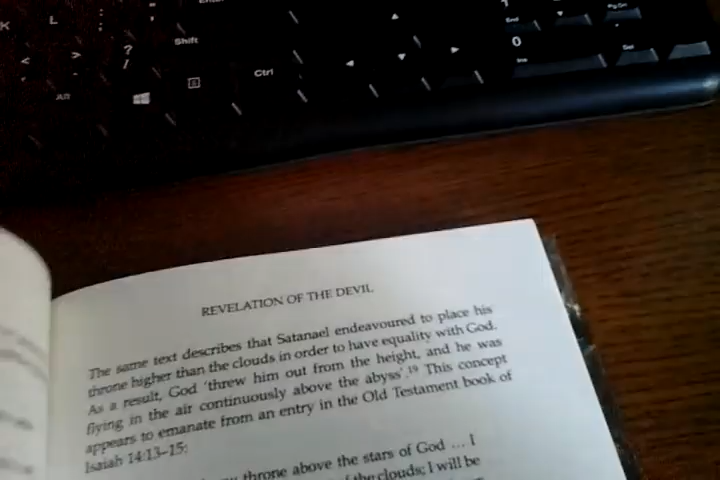 K L : "
Shift
< > ?
/
Alt Ctrl
0
Ins Del
End
PgDn
REVELATION OF THE DEVIL
The same text describes that Satanael endeavoured to place his
throne higher than the clouds in order to have equality with God.
As a result, God 'threw him out from the height, and he was
flying in the air continuously above the abyss'.19 This concept
appears to emanate from an entry in the Old Testament book of
Isaiah 14:13–15:
throne above the stars of God ... I
of the clouds; I will be